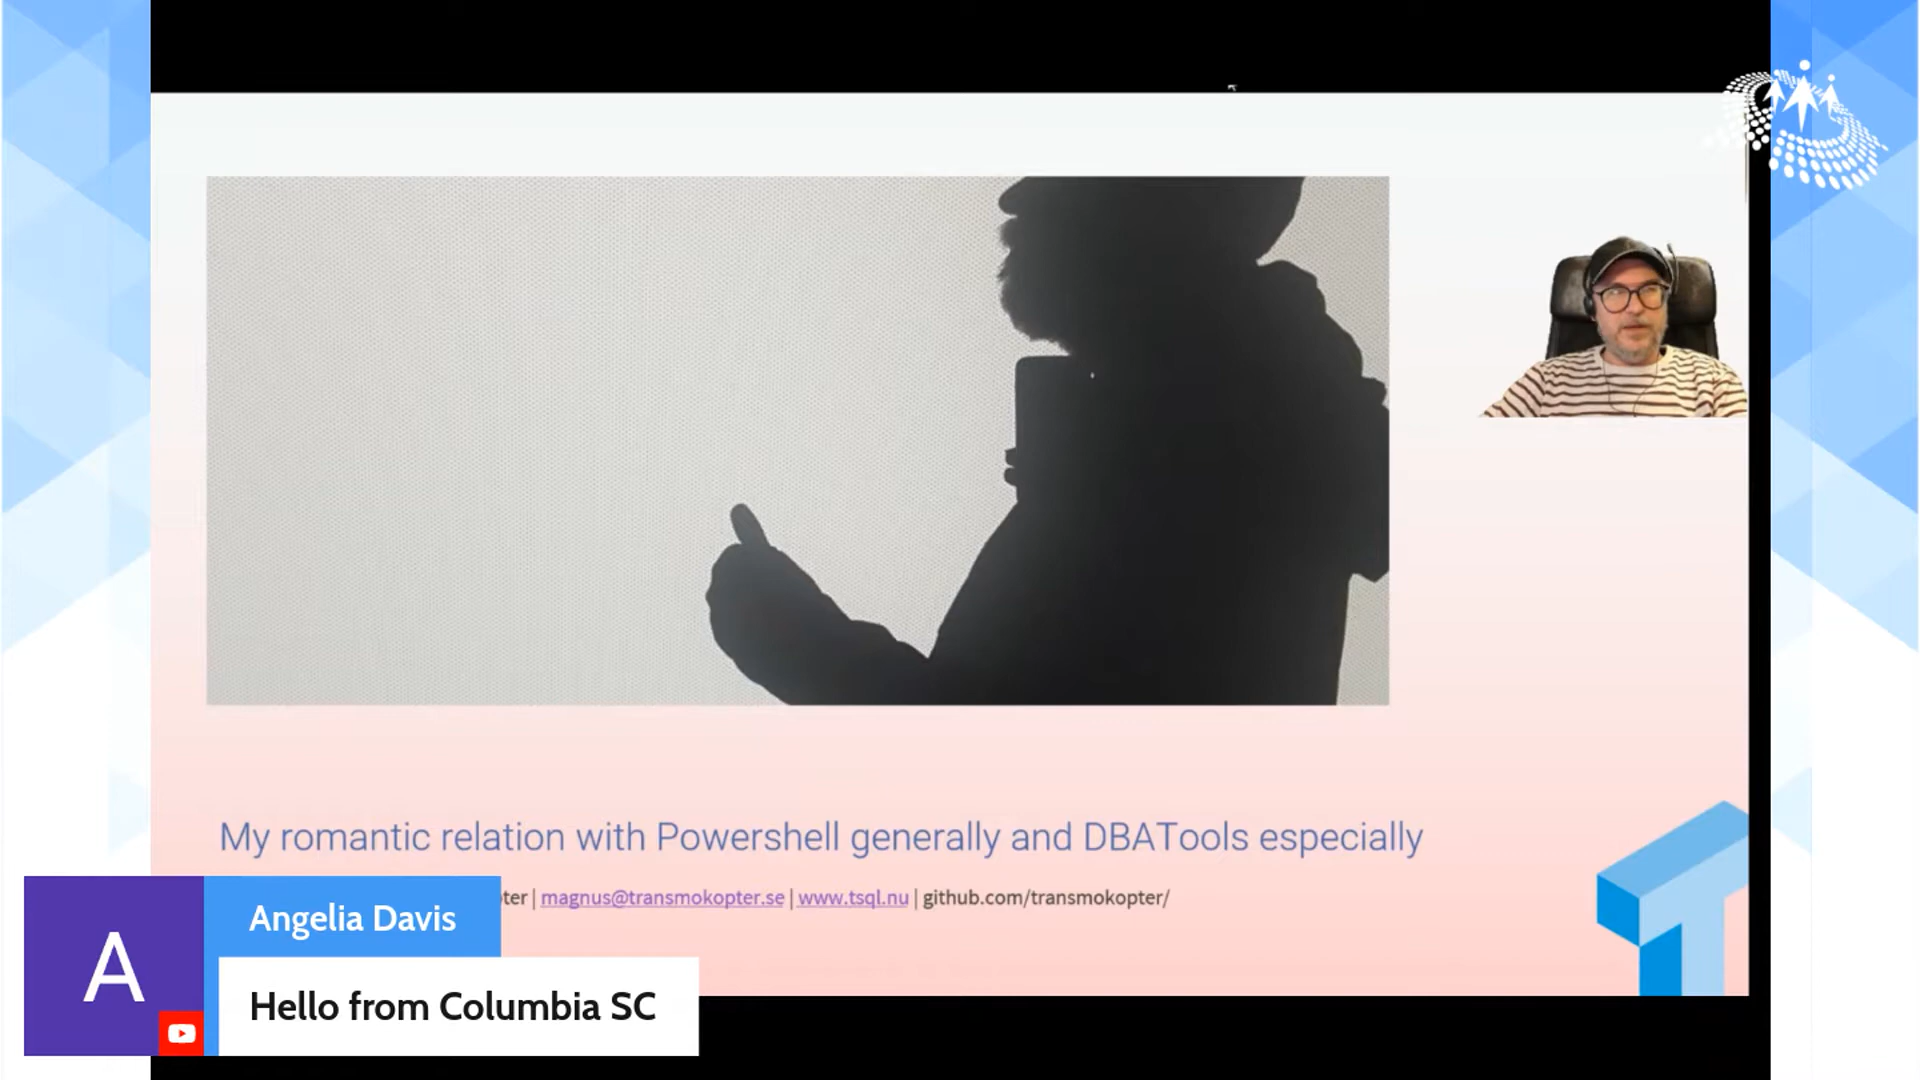 My romantic relation with Powershell generally and DBATools especially
ter | magnus@transmokopter.se | www.tsql.nu | github.com/transmokopter/
Angelia Davis
A
Hello from Columbia SC